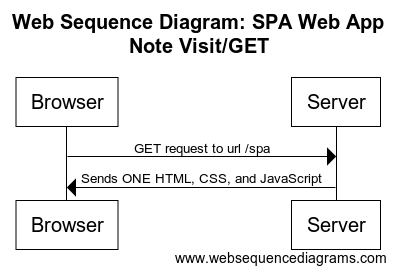 Web Sequence Diagram: SPA Web App
Note Visit/GET
Browser
Server
GET request to url /spa
Sends ONE HTML, CSS, and JavaScript
Browser
Server
www.websequencediagrams.com